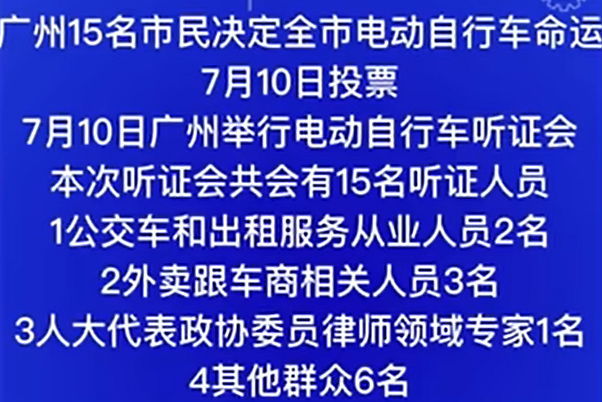 广州15名市民决定全市电动自行车命运
7月10日投票
7月10日广州举行电动自行车听证会
本次听证会共会有15名听证人员
1公交车和出租服务从业人员2名
2外卖跟车商相关人员3名
3人大代表政协委员律师领域专家1名
4其他群众6名